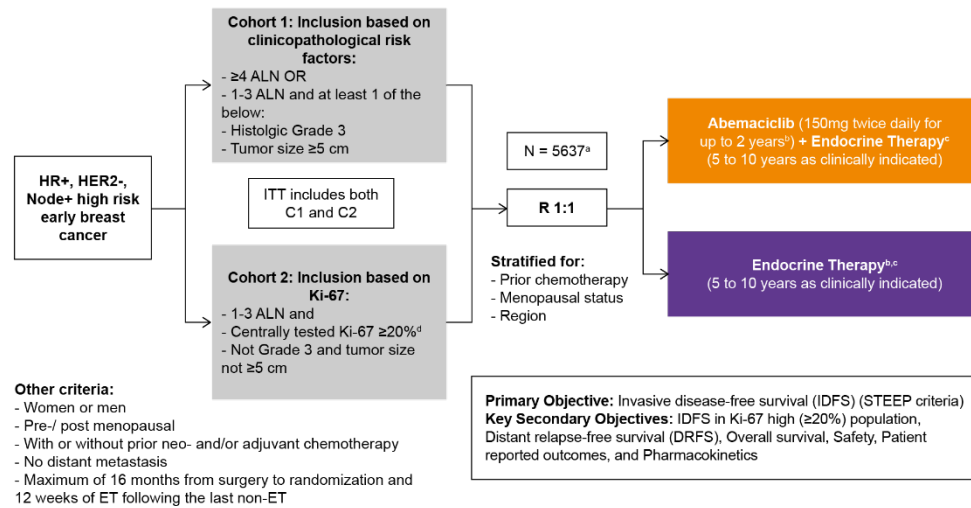 Cohort 1: Inclusion based on
clinicopathological risk
factors:
- ≥4 ALN OR
- 1-3 ALN and at least 1 of the
below:
- Histolgic Grade 3
- Tumor size ≥5 cm
HR+, HER2-,
Node+ high risk
early breast
cancer
ITT includes both
C1 and C2
Cohort 2: Inclusion based on
Ki-67:
- 1-3 ALN and
- Centrally tested Ki-67 ≥20%ᵈ
- Not Grade 3 and tumor size
not ≥5 cm
N = 5637ᵃ
R 1:1
Stratified for:
- Prior chemotherapy
- Menopausal status
- Region
Abemaciclib (150mg twice daily for
up to 2 yearsᵇ) + Endocrine Therapyᶜ
(5 to 10 years as clinically indicated)
Endocrine Therapyᵇ,ᶜ
(5 to 10 years as clinically indicated)
Other criteria:
- Women or men
- Pre-/ post menopausal
- With or without prior neo- and/or adjuvant chemotherapy
- No distant metastasis
- Maximum of 16 months from surgery to randomization and
12 weeks of ET following the last non-ET
Primary Objective: Invasive disease-free survival (IDFS) (STEEP criteria)
Key Secondary Objectives: IDFS in Ki-67 high (≥20%) population,
Distant relapse-free survival (DRFS), Overall survival, Safety, Patient
reported outcomes, and Pharmacokinetics